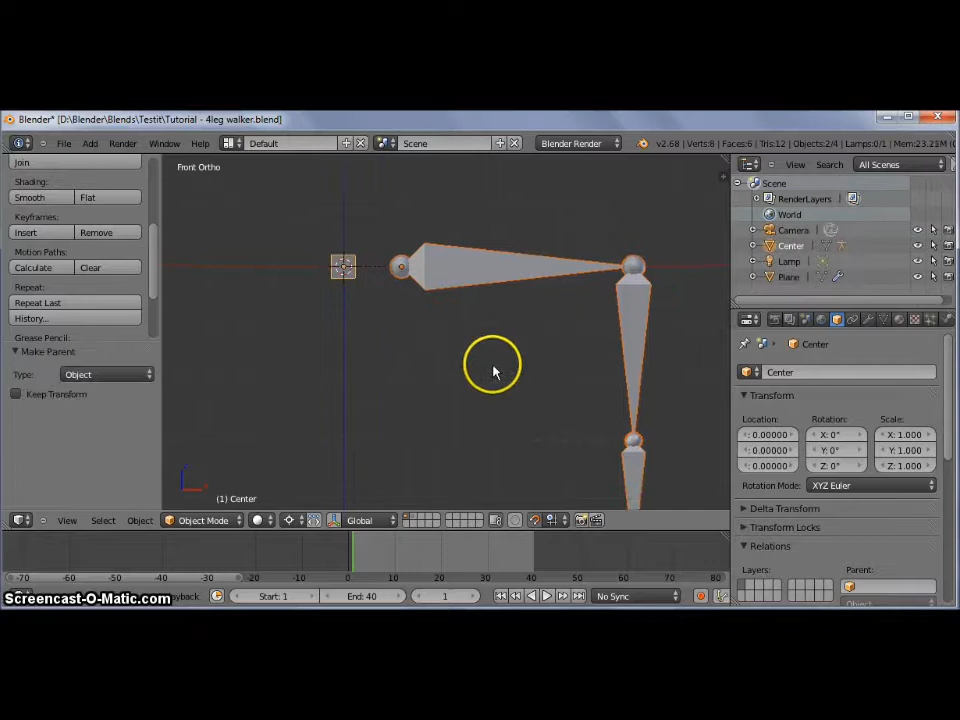 Blender* [D:\Blender\Blends\Testit\Tutorial - 4leg walker.blend]
File Add Render Window Help Default Scene Blender Render v2.68 | Verts:8 | Faces:6 | Tris:12 | Objects:2/4 | Lamps:0/1 | Mem:23.21M
Join
Shading:
Smooth Flat
Keyframes:
Insert Remove
Motion Paths:
Calculate Clear
Repeat:
Repeat Last
History...
Grease Pencil:
Make Parent
Type: Object
Keep Transform
Front Ortho
(1) Center
View Search All Scenes
Scene
RenderLayers
World
Camera
Center
Lamp
Plane
Center
Center
Transform
Location: Rotation: Scale:
: 0.00000 X: 0° X: 1.000
: 0.00000 Y: 0° Y: 1.000
: 0.00000 Z: 0° Z: 1.000
Rotation Mode: XYZ Euler
Delta Transform
Transform Locks
Relations
Layers: Parent:
Object
View Select Object Object Mode Global
-70 -60 -50 -40 -30 -20 -10 0 10 20 30 40 50 60 70 80
Screencast-O-Matic.com
Playback: Start: 1 End: 40 1 No Sync